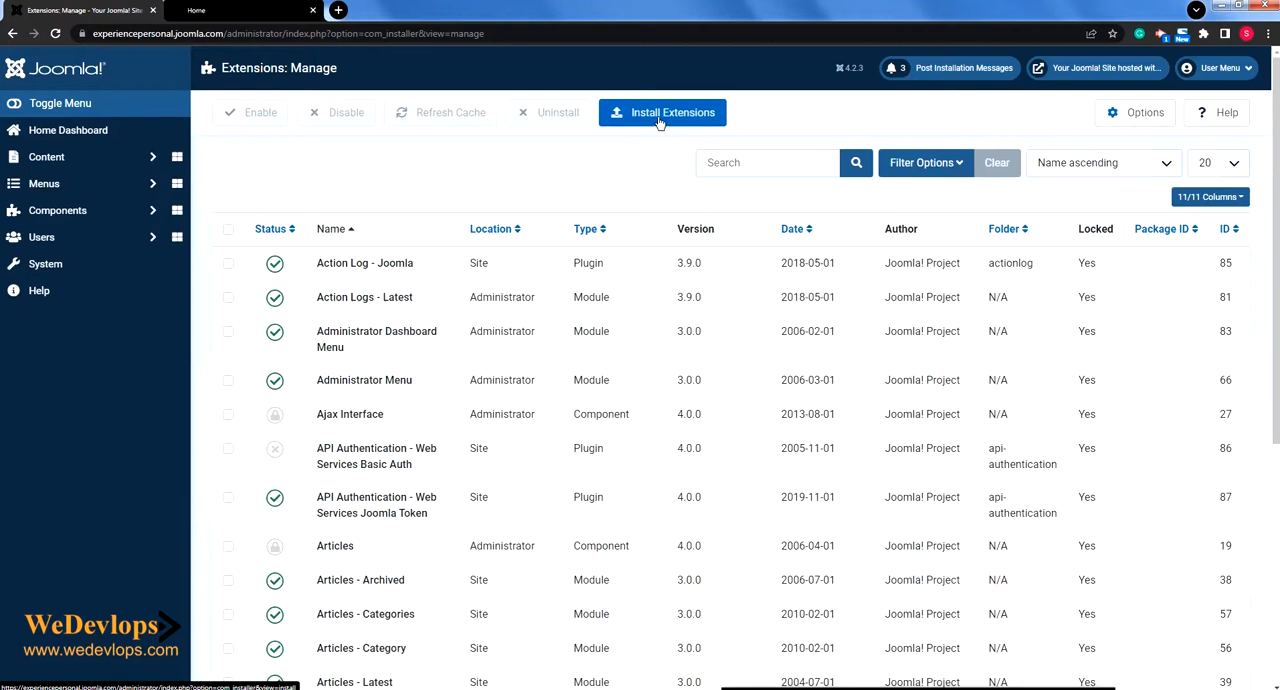 Extensions: Manage - Your Joomla! Sit
Home
experiencepersonal.joomla.com/administrator/index.php?option=com_installer&view=manage
1
New
S
Joomla!
Extensions: Manage
4.2.3
3 Post Installation Messages
Your Joomla! Site hosted wit...
User Menu
Toggle Menu
Home Dashboard
Content
Menus
Components
Users
System
Help
Enable
Disable
Refresh Cache
Uninstall
Install Extensions
Options
Help
Search
Filter Options
Clear
Name ascending
20
11/11 Columns
Status Name Location Type Version Date Author Folder Locked Package ID ID
Action Log - Joomla Site Plugin 3.9.0 2018-05-01 Joomla! Project actionlog Yes 85
Action Logs - Latest Administrator Module 3.9.0 2018-05-01 Joomla! Project N/A Yes 81
Administrator Dashboard Administrator Module 3.0.0 2006-02-01 Joomla! Project N/A Yes 83
Menu
Administrator Menu Administrator Module 3.0.0 2006-03-01 Joomla! Project N/A Yes 66
Ajax Interface Administrator Component 4.0.0 2013-08-01 Joomla! Project N/A Yes 27
API Authentication - Web Site Plugin 4.0.0 2005-11-01 Joomla! Project api- Yes 86
Services Basic Auth authentication
API Authentication - Web Site Plugin 4.0.0 2019-11-01 Joomla! Project api- Yes 87
Services Joomla Token authentication
Articles Administrator Component 4.0.0 2006-04-01 Joomla! Project N/A Yes 19
Articles - Archived Site Module 3.0.0 2006-07-01 Joomla! Project N/A Yes 38
Articles - Categories Site Module 3.0.0 2010-02-01 Joomla! Project N/A Yes 57
Articles - Category Site Module 3.0.0 2010-02-01 Joomla! Project N/A Yes 56
Articles - Latest Site Module 3.0.0 2004-07-01 Joomla! Project N/A Yes 39
WeDevlops
www.wedevlops.com
https://experiencepersonal.joomla.com/administrator/index.php?option=com_installer&view=install